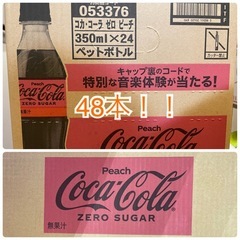 053376
コカ・コーラ ゼロ ピーチ
350ml×24
ペットボトル
キャップ裏のコードで
特別な音楽体験が当たる!
48本!!
Peach
Coca-Cola
Peach
Coca-Cola
ZERO SUGAR
無果汁